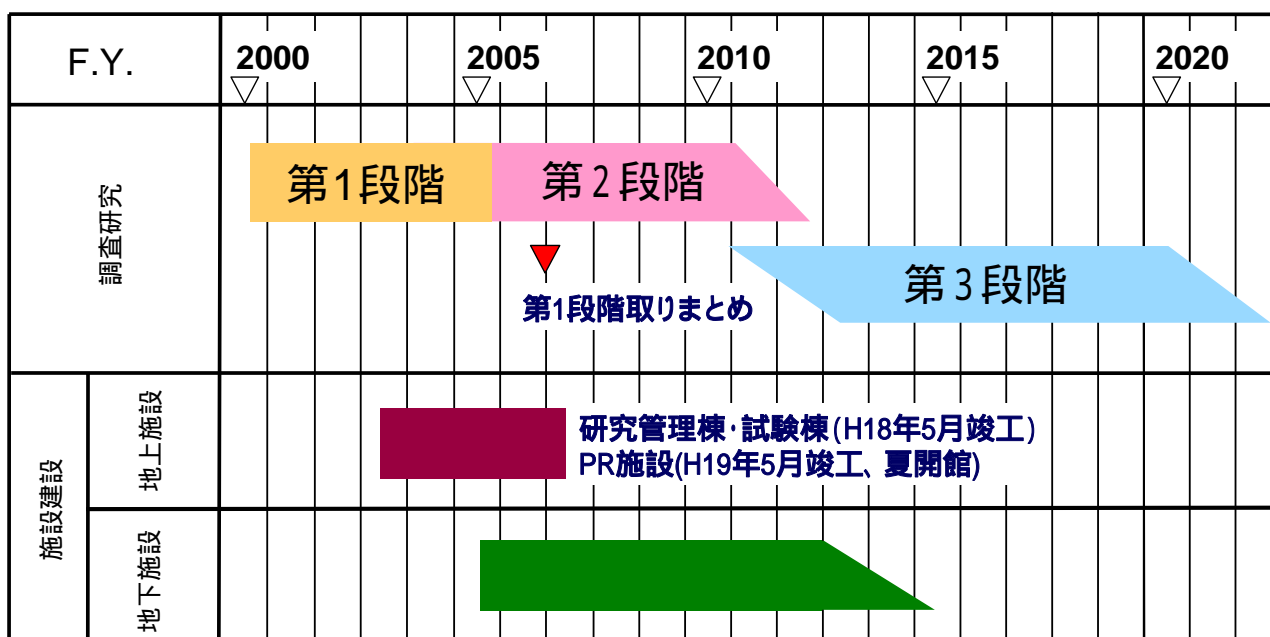 F.Y.
2000 2005 2010 2015 2020
調査研究
第1段階
第2段階
第1段階取りまとめ
第3段階
施設建設
地上施設
研究管理棟・試験棟(H18年5月竣工)
PR施設(H19年5月竣工、夏開館)
地下施設